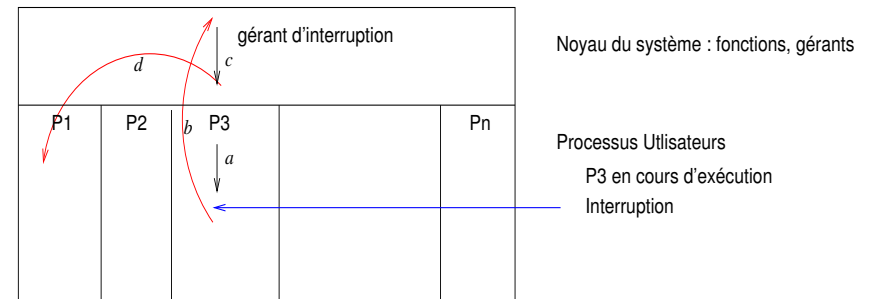 gérant d'interruption
Noyau du système : fonctions, gérants
d
c
P1
P2
b
P3
Pn
Processus Utlisateurs
a
P3 en cours d'exécution
Interruption